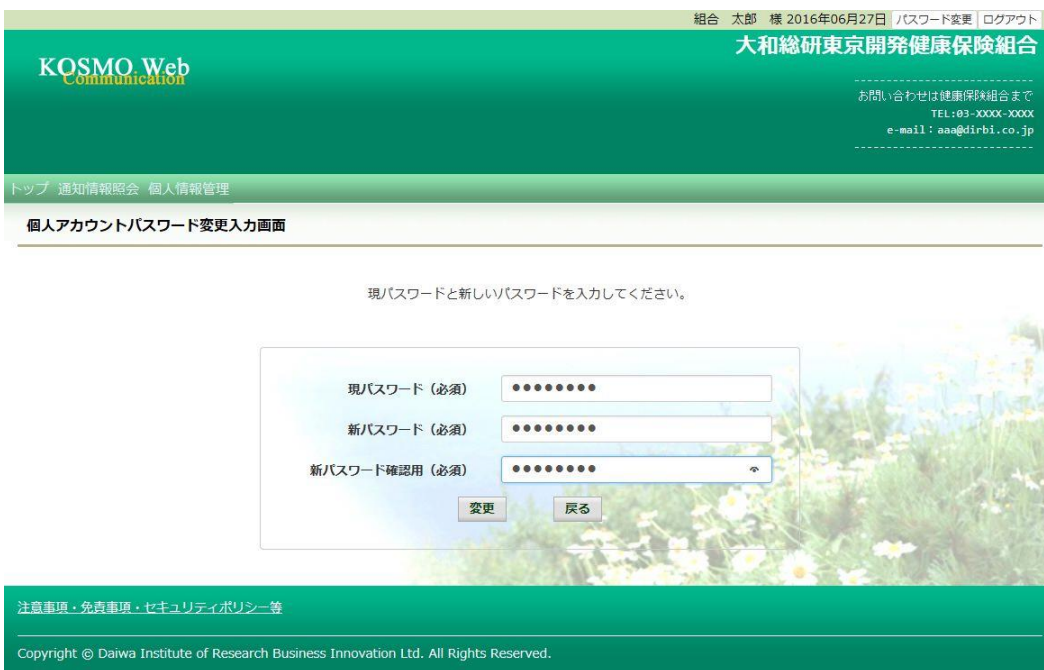 組合 太郎 様 2016年06月27日 パスワード変更 ログアウト
大和総研東京開発健康保険組合
KOSMO Web
Communication
お問い合わせは健康保険組合まで
TEL:03-XXXX-XXXX
e-mail：aaa@dirbi.co.jp
トップ 通知情報照会 個人情報管理
個人アカウントパスワード変更入力画面
現パスワードと新しいパスワードを入力してください。
現パスワード（必須） ●●●●●●●●
新パスワード（必須） ●●●●●●●●
新パスワード確認用（必須） ●●●●●●●●
変更 戻る
注意事項・免責事項・セキュリティポリシー等
Copyright © Daiwa Institute of Research Business Innovation Ltd. All Rights Reserved.